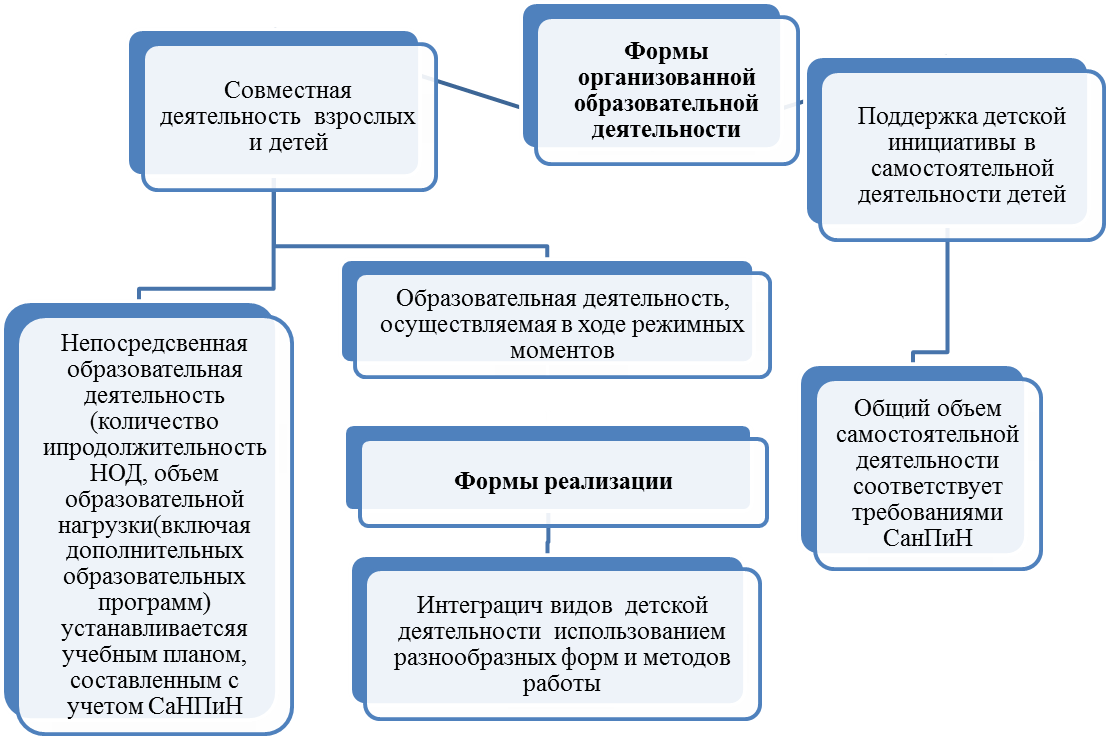 Формы
организованной
образовательной
деятельности
Совместная
деятельность взрослых
и детей
Поддержка детской
инициативы в
самостоятельной
деятельности детей
Непосредсвенная
образовательная
деятельность
(количество
ипродолжительность
НОД, объем
образовательной
нагрузки(включая
дополнительных
образовательных
программ)
устанавливаетсяя
учебным планом,
составленным с
учетом СаНПиН
Образовательная деятельность,
осуществляемая в ходе режимных
моментов
Формы реализации
Интеграцич видов детской
деятельности использованием
разнообразных форм и методов
работы
Общий объем
самостоятельной
деятельности
соответствует
требованиями
СанПиН